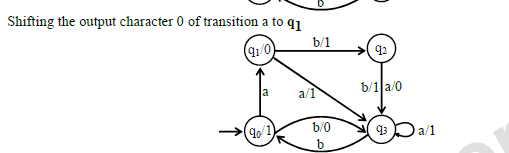 b
Shifting the output character 0 of transition a to q1
q1/0 b/1 q2
a a/1 b/1 a/0
q0/1 b/0 q3 a/1
b